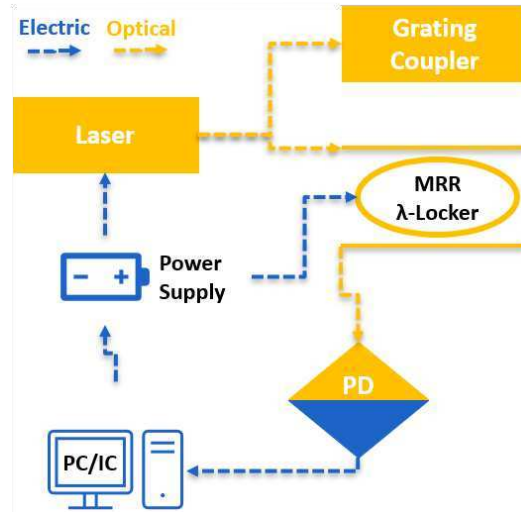 Electric Optical
Grating
Coupler
Laser
MRR
λ-Locker
Power
Supply
PD
PC/IC